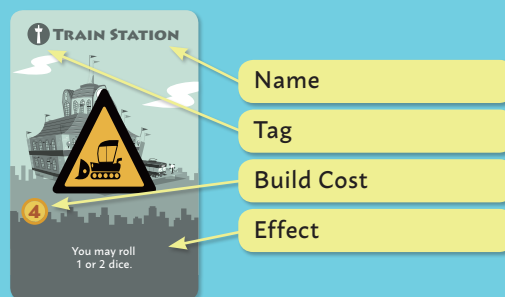 TRAIN STATION
Name
Tag
Build Cost
4
Effect
You may roll
1 or 2 dice.